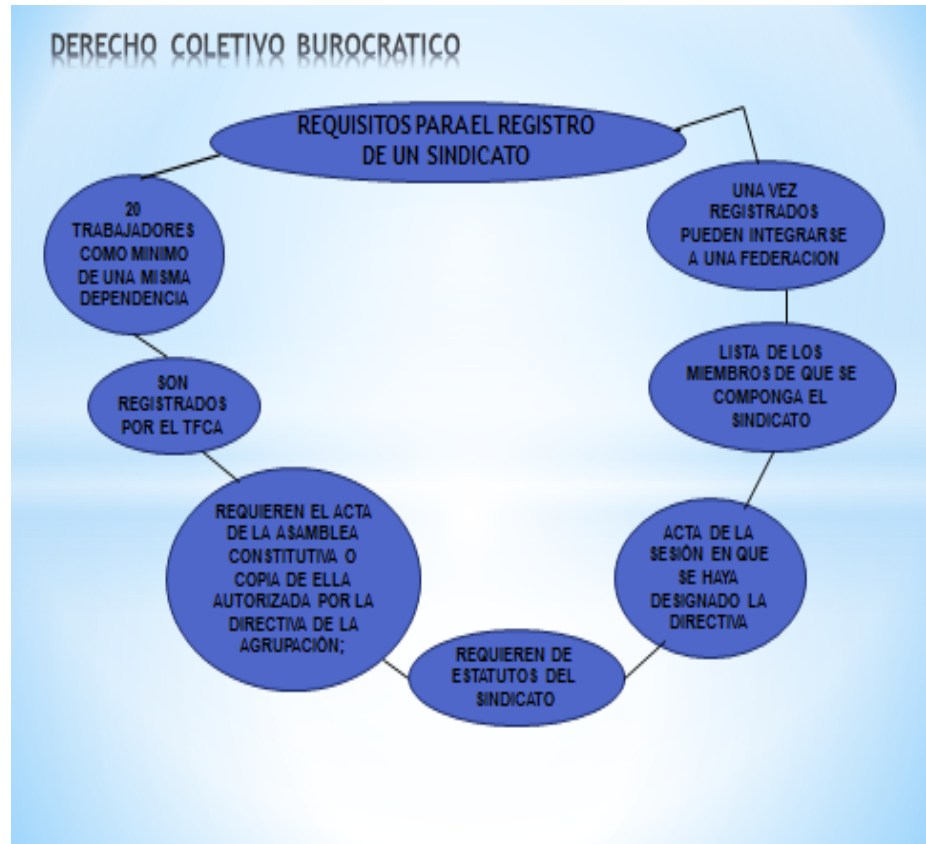 DERECHO COLETIVO BUROCRATICO
REQUISITOS PARA EL REGISTRO
DE UN SINDICATO
20
TRABAJADORES
COMO MINIMO
DE UNA MISMA
DEPENDENCIA
SON
REGISTRADOS
POR EL TFCA
REQUIEREN EL ACTA
DE LA ASAMBLEA
CONSTITUTIVA O
COPIA DE ELLA
AUTORIZADA POR LA
DIRECTIVA DE LA
AGRUPACIÓN;
REQUIEREN DE
ESTATUTOS DEL
SINDICATO
ACTA DE LA
SESIÓN EN QUE
SE HAYA
DESIGNADO LA
DIRECTIVA
LISTA DE LOS
MIEMBROS DE QUE SE
COMPONGA EL
SINDICATO
UNA VEZ
REGISTRADOS
PUEDEN INTEGRARSE
A UNA FEDERACION